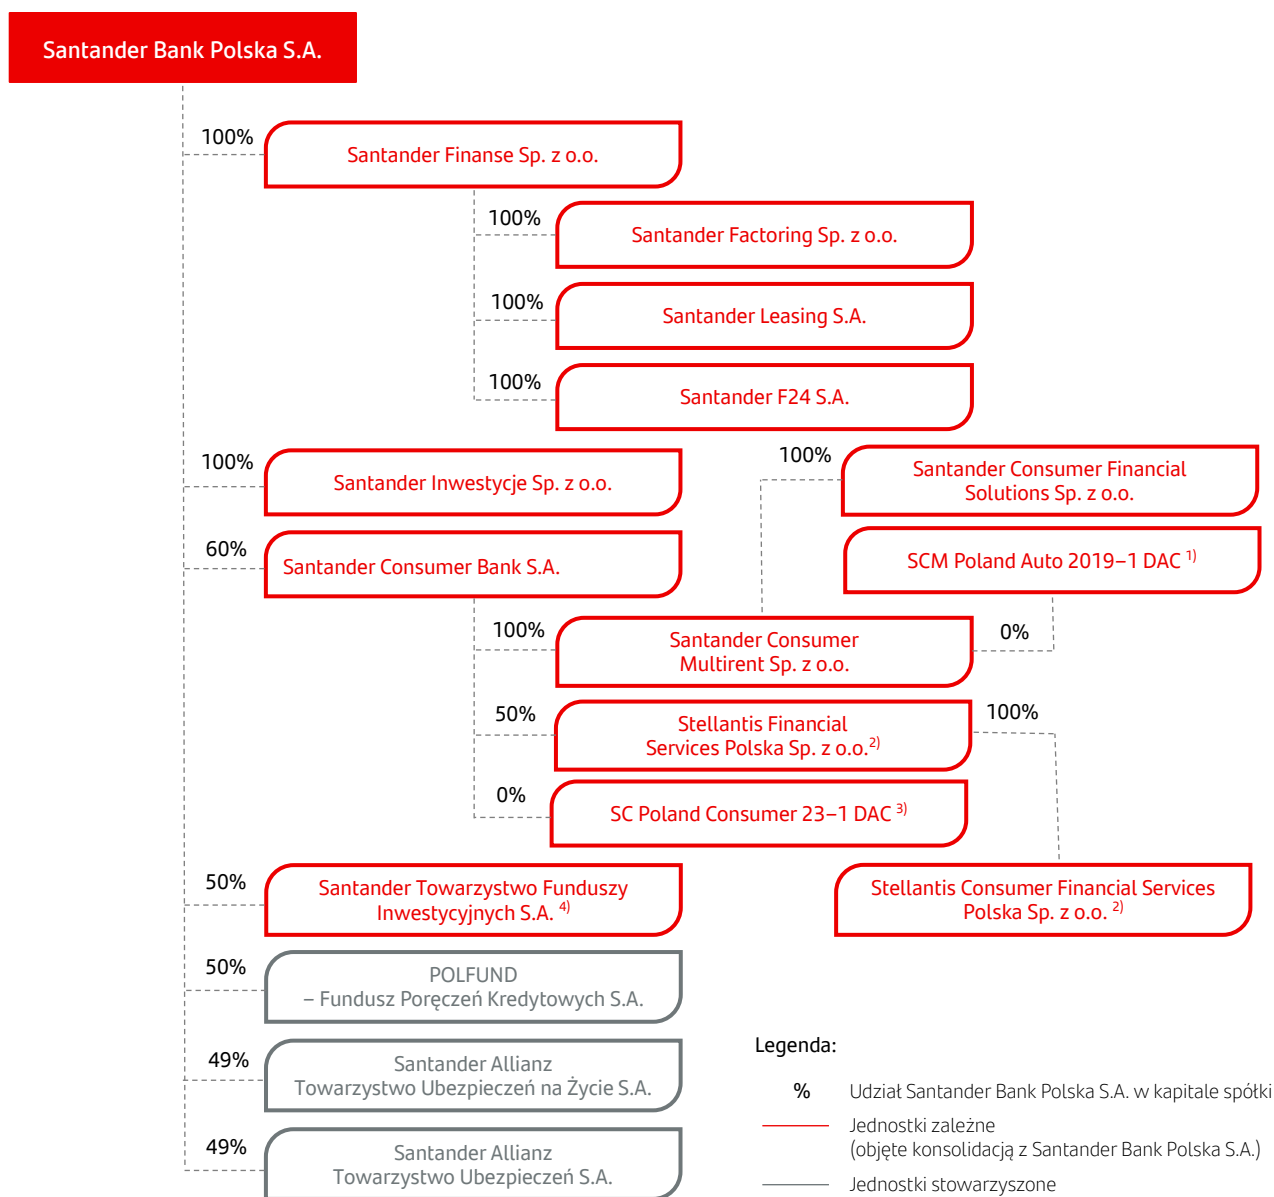 Santander Bank Polska S.A.
100%
Santander Finanse Sp. z o.o.
100%
Santander Factoring Sp. z o.o.
100%
Santander Leasing S.A.
100%
Santander F24 S.A.
100%
Santander Inwestycje Sp. z o.o.
100%
Santander Consumer Financial
Solutions Sp. z o.o.
60%
Santander Consumer Bank S.A.
SCM Poland Auto 2019–1 DAC 1)
100%
Santander Consumer
Multirent Sp. z o.o.
0%
50%
Stellantis Financial
Services Polska Sp. z o.o.2)
100%
0%
SC Poland Consumer 23–1 DAC 3)
50%
Santander Towarzystwo Funduszy
Inwestycyjnych S.A. 4)
Stellantis Consumer Financial Services
Polska Sp. z o.o. 2)
50%
POLFUND
– Fundusz Poręczeń Kredytowych S.A.
49%
Santander Allianz
Towarzystwo Ubezpieczeń na Życie S.A.
49%
Santander Allianz
Towarzystwo Ubezpieczeń S.A.
Legenda:
% Udział Santander Bank Polska S.A. w kapitale spółki
Jednostki zależne
(objęte konsolidacją z Santander Bank Polska S.A.)
Jednostki stowarzyszone